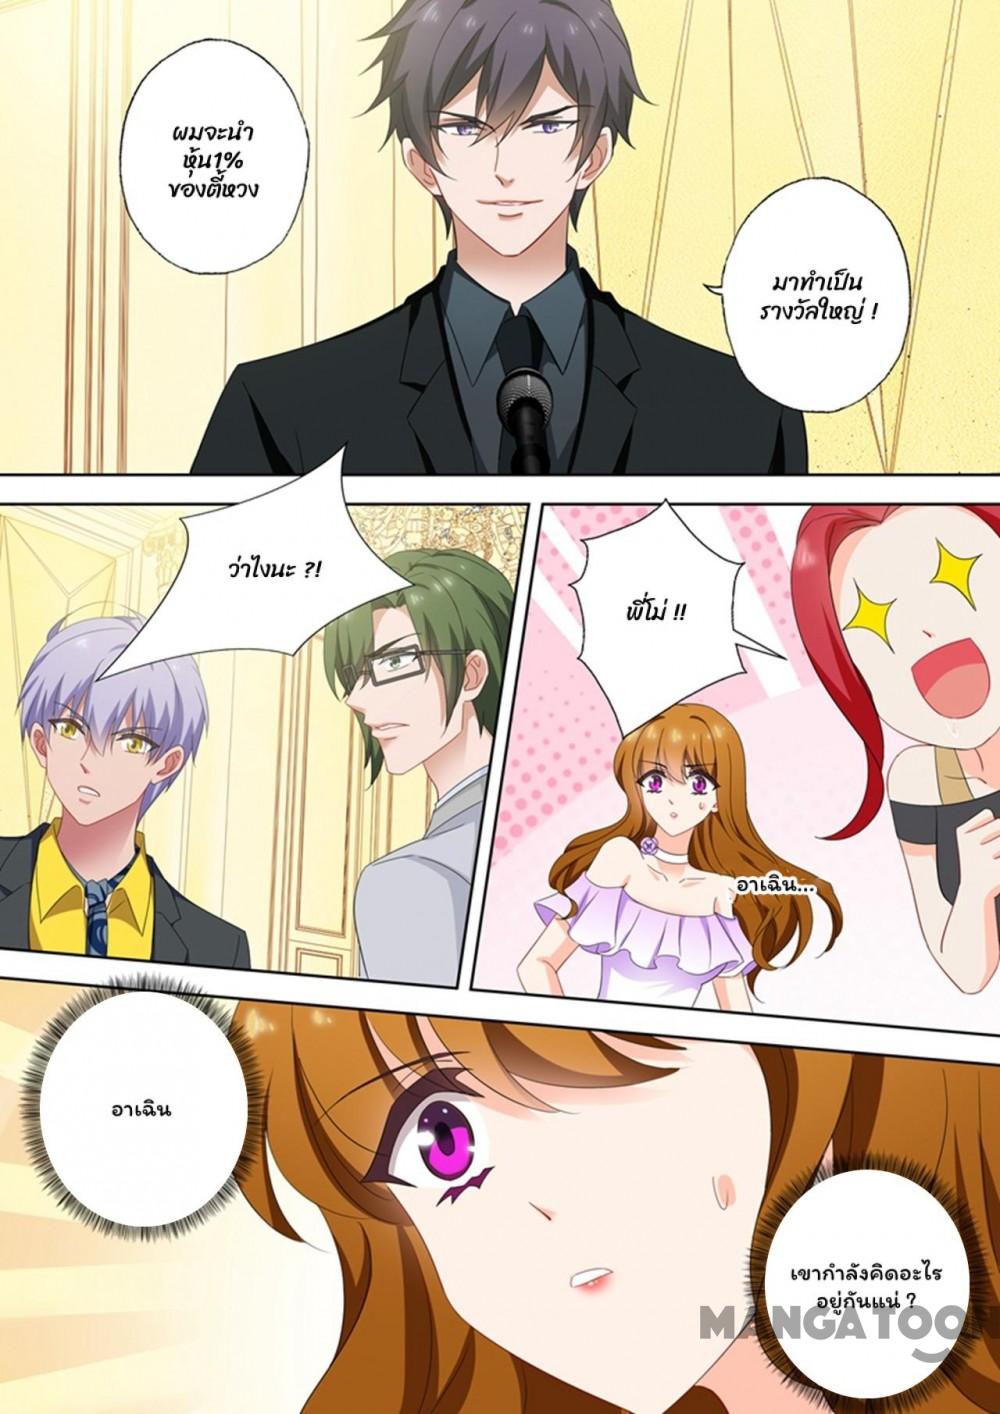 ผมจะนำ
หุ้น1%
ของตี้หวง
มาทำเป็น
รางวัลใหญ่ !
ว่าไงนะ ?!
พี่โม่ !!
อาเฉิน...
อาเฉิน
เขากำลังคิดอะไร
อยู่กันแน่ ?
MANGATOON